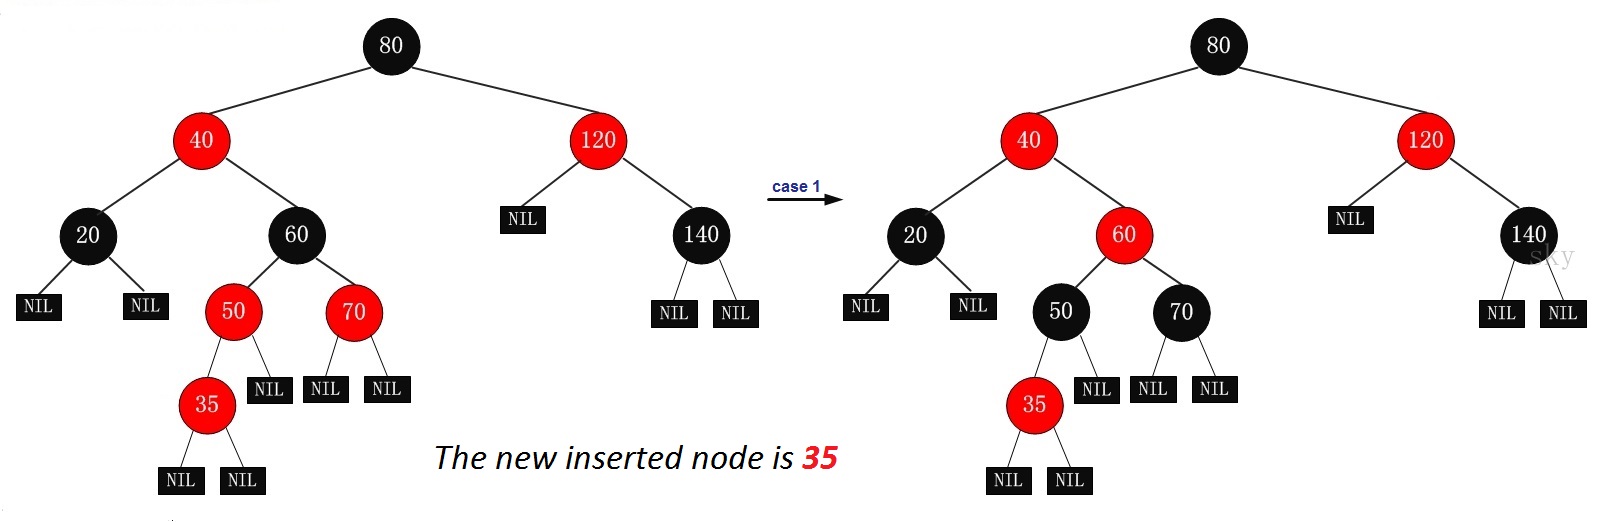 80 80
40 120 case 1 40 120
20 60 NIL 140 20 60 NIL 140
NIL NIL 50 70 NIL NIL NIL NIL 50 70 NIL NIL
35 NIL NIL NIL 35 NIL NIL NIL
NIL NIL The new inserted node is 35 NIL NIL
sky